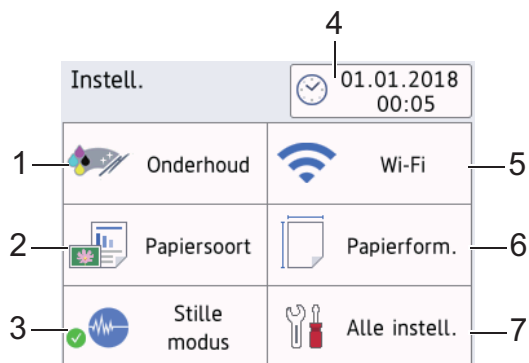 4
Instell.
01.01.2018
00:05
1
Onderhoud
Wi-Fi
5
2
Papiersoort
Papierform.
6
3
Stille
modus
Alle instell.
7